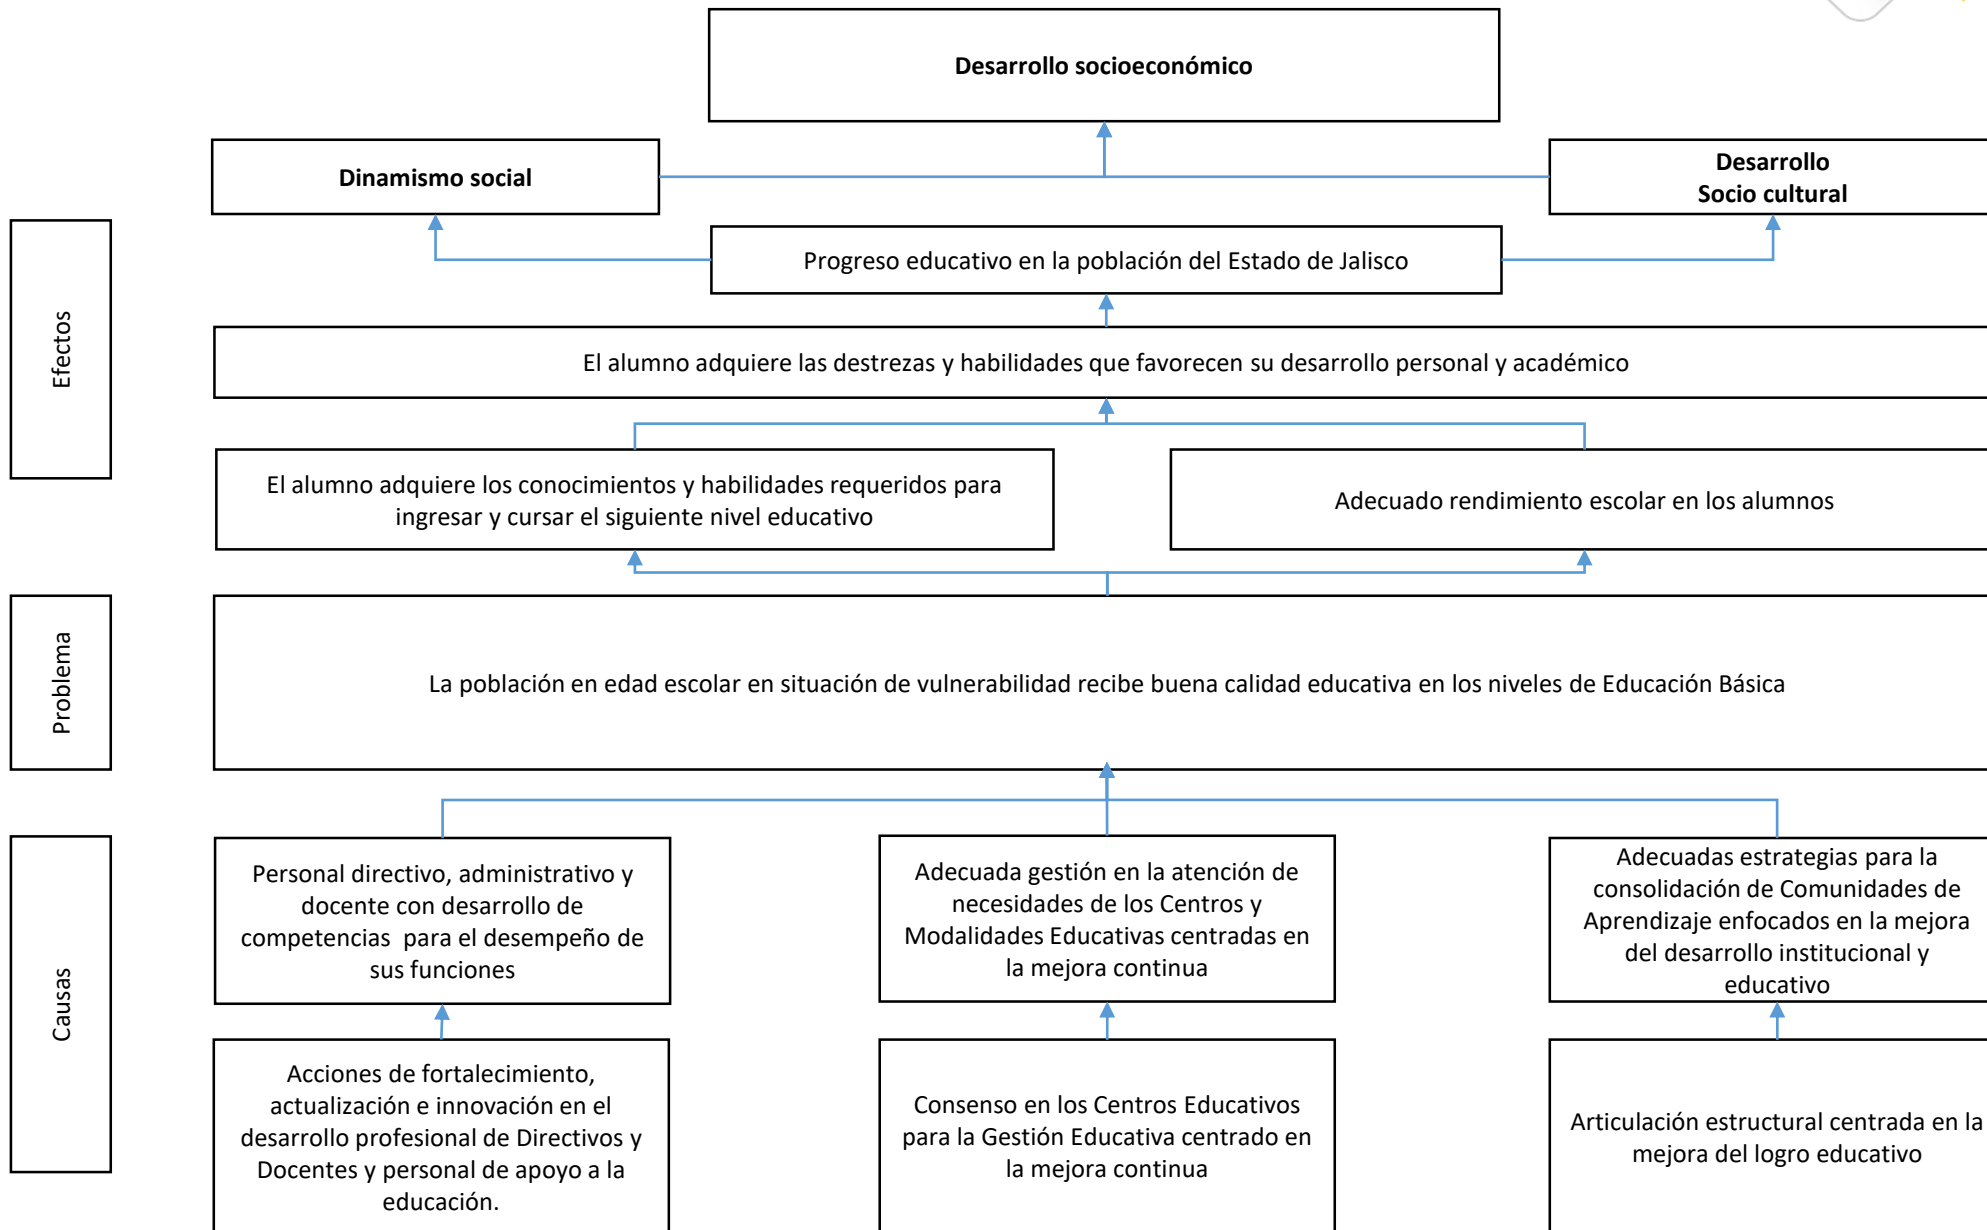 Desarrollo socioeconómico
Dinamismo social
Desarrollo
Socio cultural
Efectos
Progreso educativo en la población del Estado de Jalisco
El alumno adquiere las destrezas y habilidades que favorecen su desarrollo personal y académico
El alumno adquiere los conocimientos y habilidades requeridos para
ingresar y cursar el siguiente nivel educativo
Adecuado rendimiento escolar en los alumnos
Problema
La población en edad escolar en situación de vulnerabilidad recibe buena calidad educativa en los niveles de Educación Básica
Causas
Personal directivo, administrativo y
docente con desarrollo de
competencias  para el desempeño de
sus funciones
Adecuada gestión en la atención de
necesidades de los Centros y
Modalidades Educativas centradas en
la mejora continua
Adecuadas estrategias para la
consolidación de Comunidades de
Aprendizaje enfocados en la mejora
del desarrollo institucional y
educativo
Acciones de fortalecimiento,
actualización e innovación en el
desarrollo profesional de Directivos y
Docentes y personal de apoyo a la
educación.
Consenso en los Centros Educativos
para la Gestión Educativa centrado en
la mejora continua
Articulación estructural centrada en la
mejora del logro educativo